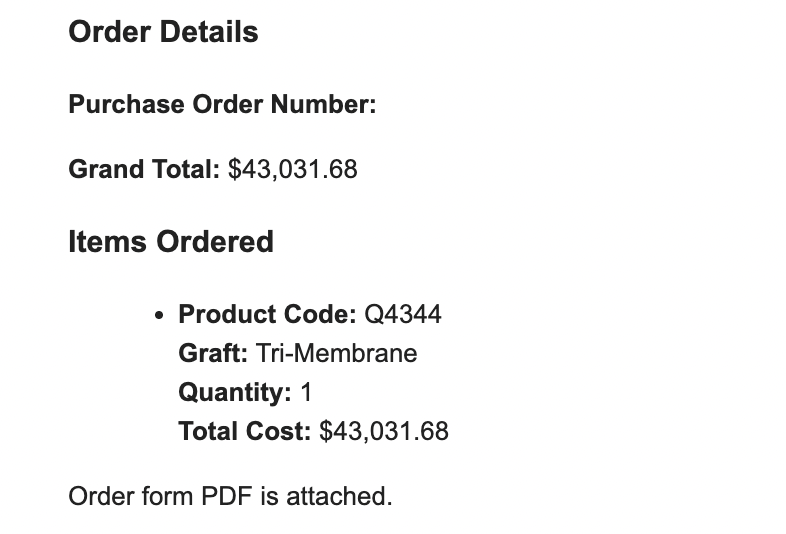 Order Details
Purchase Order Number:
Grand Total: $43,031.68
Items Ordered
• Product Code: Q4344
Graft: Tri-Membrane
Quantity: 1
Total Cost: $43,031.68
Order form PDF is attached.